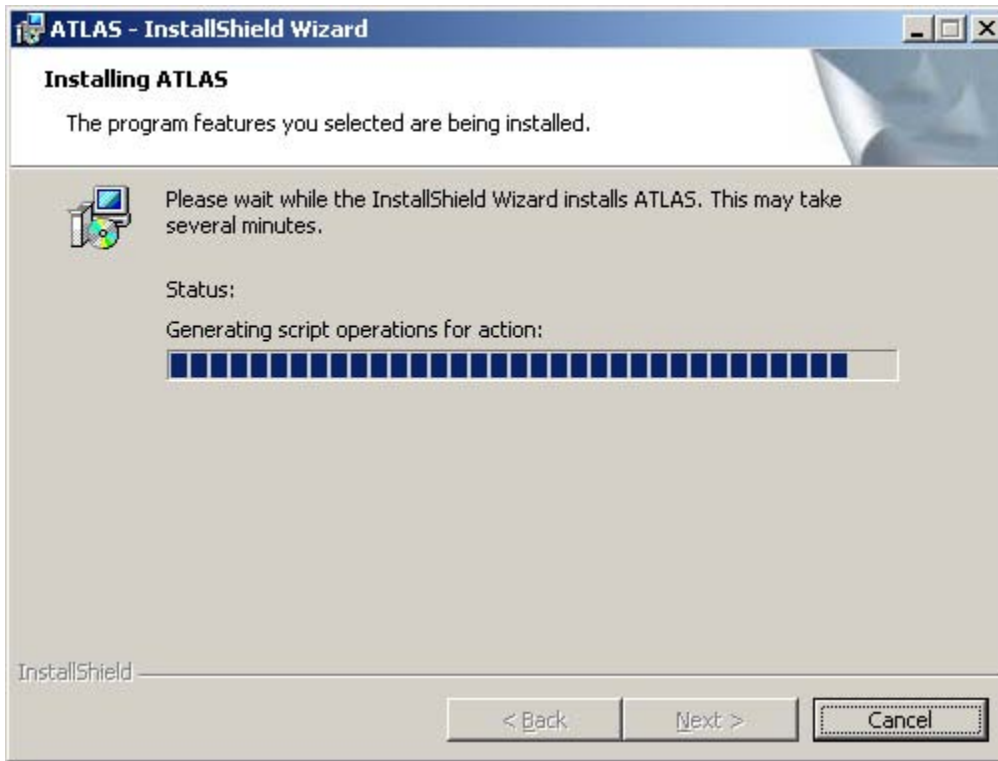 ATLAS - InstallShield Wizard
Installing ATLAS
The program features you selected are being installed.
Please wait while the InstallShield Wizard installs ATLAS. This may take
several minutes.
Status:
Generating script operations for action:
InstallShield
< Back
Next >
Cancel